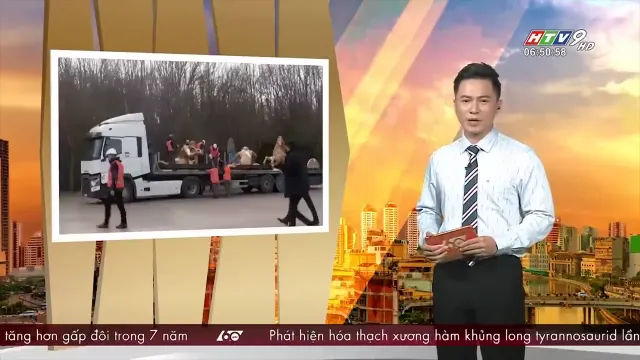 HTV9 HD
06:50:58
tăng hơn gấp đôi trong 7 năm 60 Phát hiện hóa thạch xương hàm khủng long tyrannosaurid lần